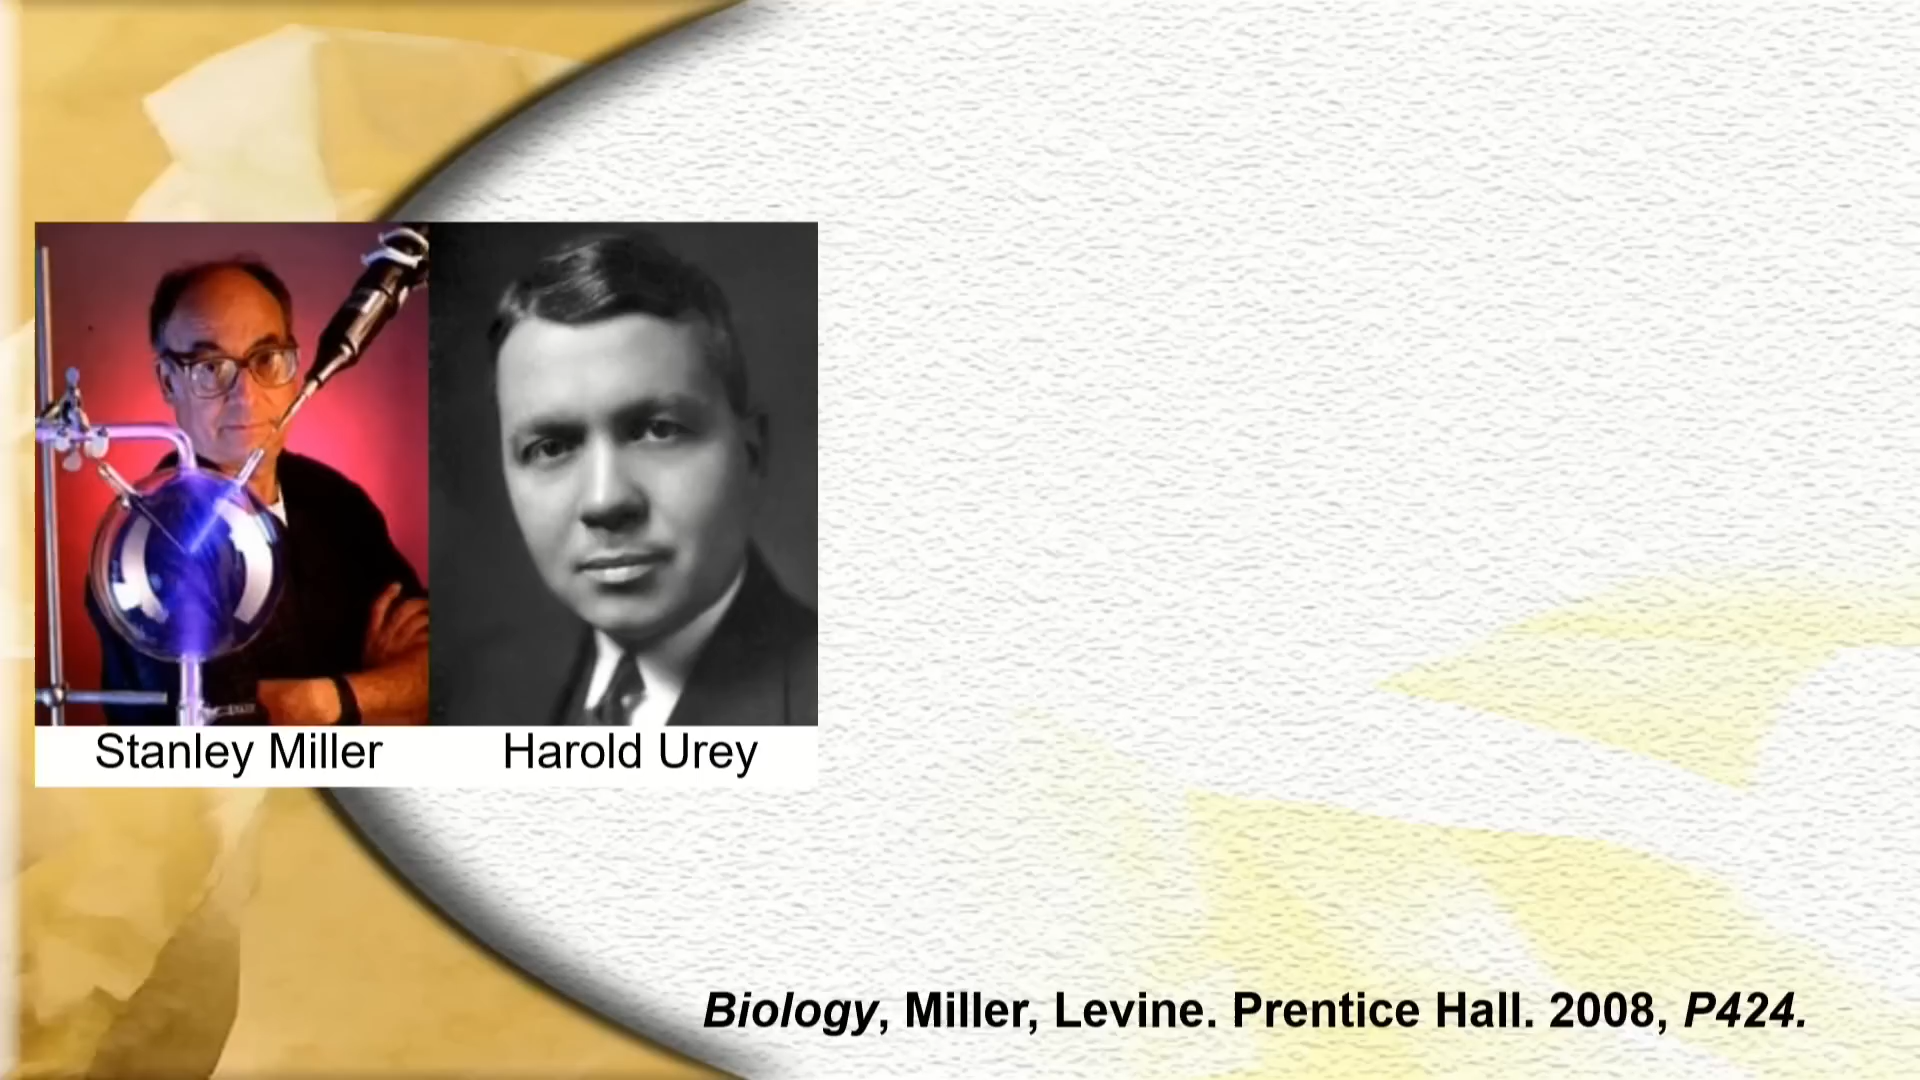 Stanley Miller
Harold Urey
Biology, Miller, Levine. Prentice Hall. 2008, P424.